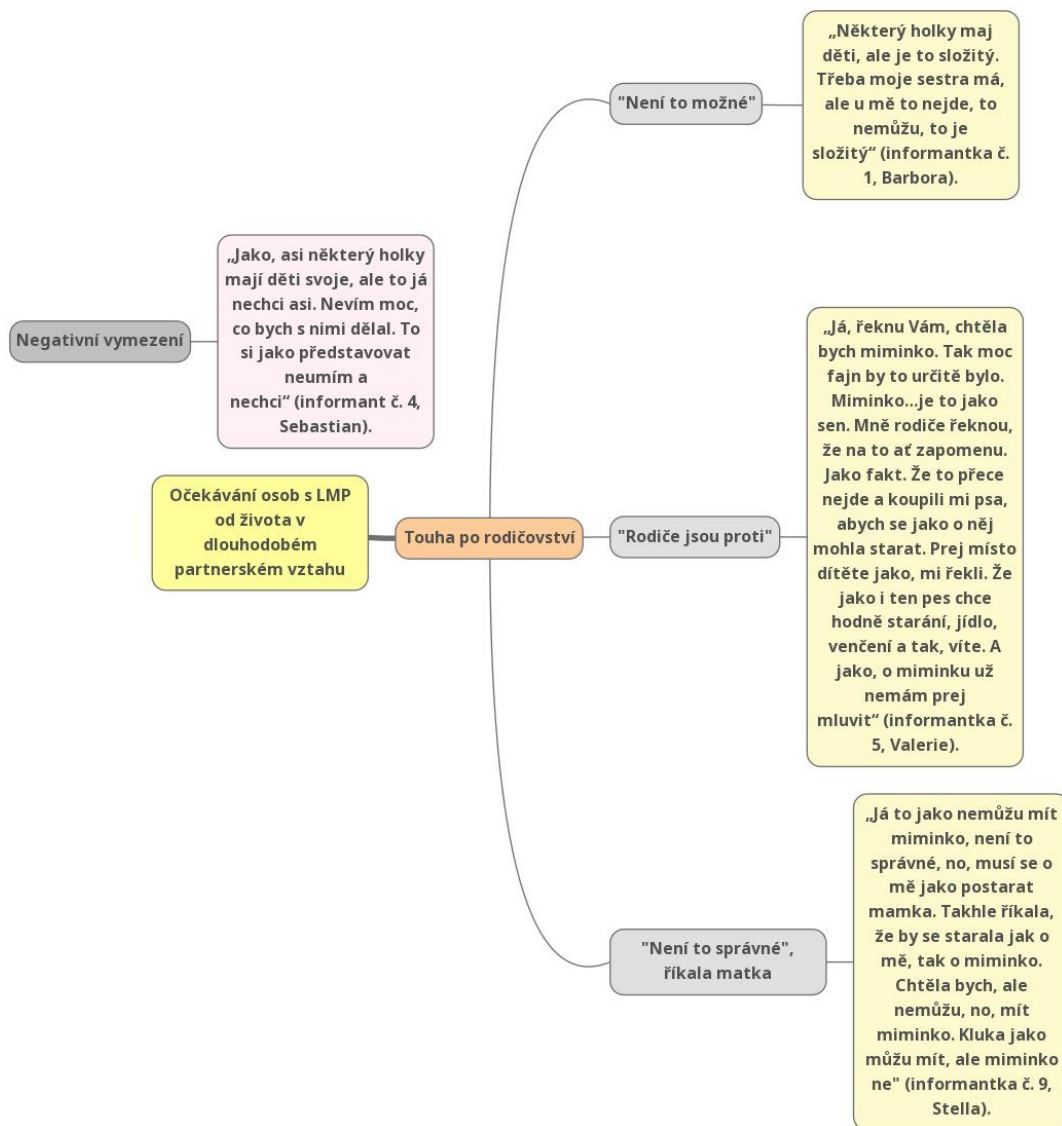 Negativní vymezení
„Jako, asi některý holky
mají děti svoje, ale to já
nechci asi. Nevím moc,
co bych s nimi dělal. To
si jako představovat
neumím a
nechci“ (informant č. 4,
Sebastian).
Očekávání osob s LMP
od života v
dlouhodobém
partnerském vztahu
Touha po rodičovství
"Není to možné"
„Některý holky maj
děti, ale je to složitý.
Třeba moje sestra má,
ale u mě to nejde, to
nemůžu, to je
složitý“ (informantka č.
1, Barbora).
"Rodiče jsou proti"
„Já, řeknu Vám, chtěla
bych miminko. Tak moc
fajn by to určitě bylo.
Miminko...je to jako
sen. Mně rodiče řeknou,
že na to ať zapomenu.
Jako fakt. Že to přece
nejde a koupili mi psa,
abych se jako o něj
mohla starat. Prej místo
dítěte jako, mi řekli. Že
jako i ten pes chce
hodně starání, jídlo,
venčení a tak, víte. A
jako, o miminku už
nemám prej
mluvit“ (informantka č.
5, Valerie).
"Není to správné",
říkala matka
„Já to jako nemůžu mít
miminko, není to
správné, no, musí se o
mě jako postarat
mamka. Takhle říkala,
že by se starala jak o
mě, tak o miminko.
Chtěla bych, ale
nemůžu, no, mít
miminko. Kluka jako
můžu mít, ale miminko
ne" (informantka č. 9,
Stella).